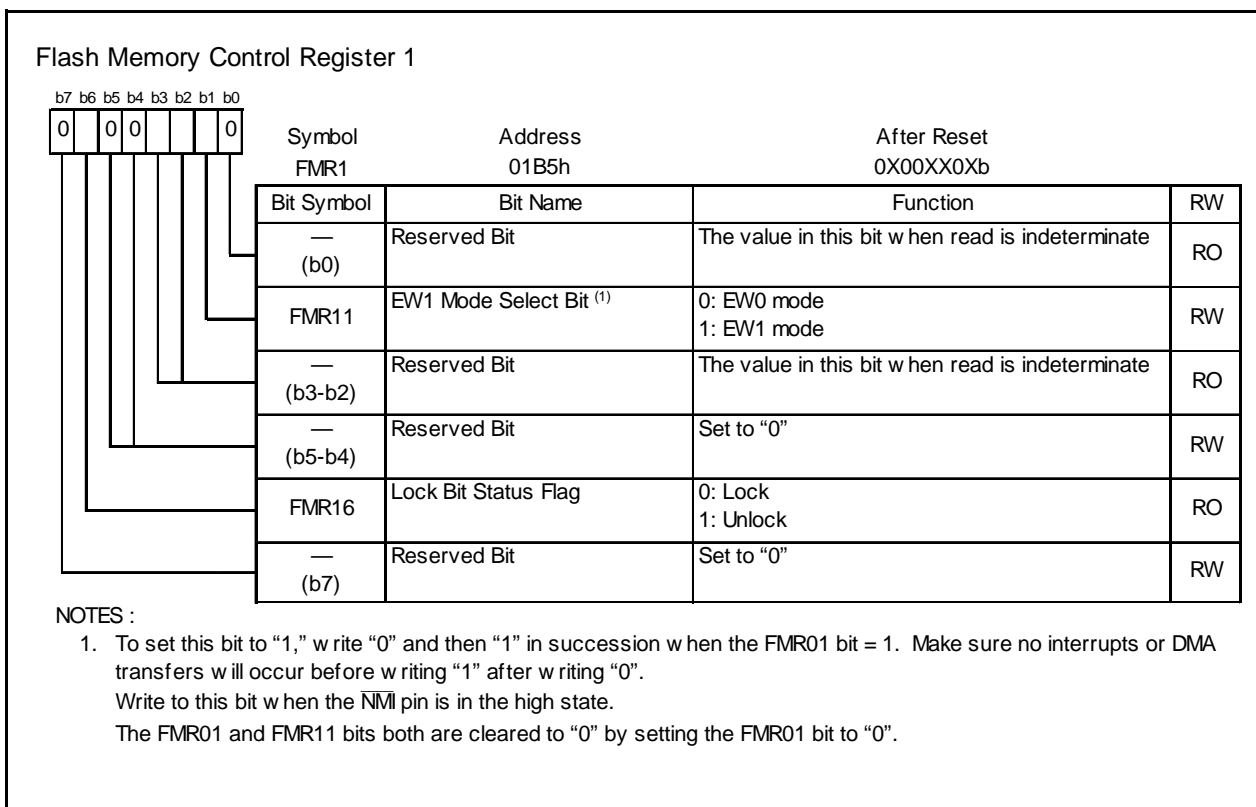 Flash Memory Control Register 1
b7 b6 b5 b4 b3 b2 b1 b0
0 0 0 0
Symbol Address After Reset
FMR1 01B5h 0X00XX0Xb
Bit Symbol Bit Name Function RW
— Reserved Bit The value in this bit w hen read is indeterminate
(b0) RO
FMR11 EW1 Mode Select Bit (1) 0: EW0 mode RW
1: EW1 mode
— Reserved Bit The value in this bit w hen read is indeterminate
(b3-b2) RO
— Reserved Bit Set to “0”
(b5-b4) RW
FMR16 Lock Bit Status Flag 0: Lock RO
1: Unlock
— Reserved Bit Set to “0”
(b7) RW
NOTES :
1. To set this bit to “1,” w rite “0” and then “1” in succession w hen the FMR01 bit = 1. Make sure no interrupts or DMA
transfers w ill occur before w riting “1” after w riting “0”.
Write to this bit w hen the NMI pin is in the high state.
The FMR01 and FMR11 bits both are cleared to “0” by setting the FMR01 bit to “0”.